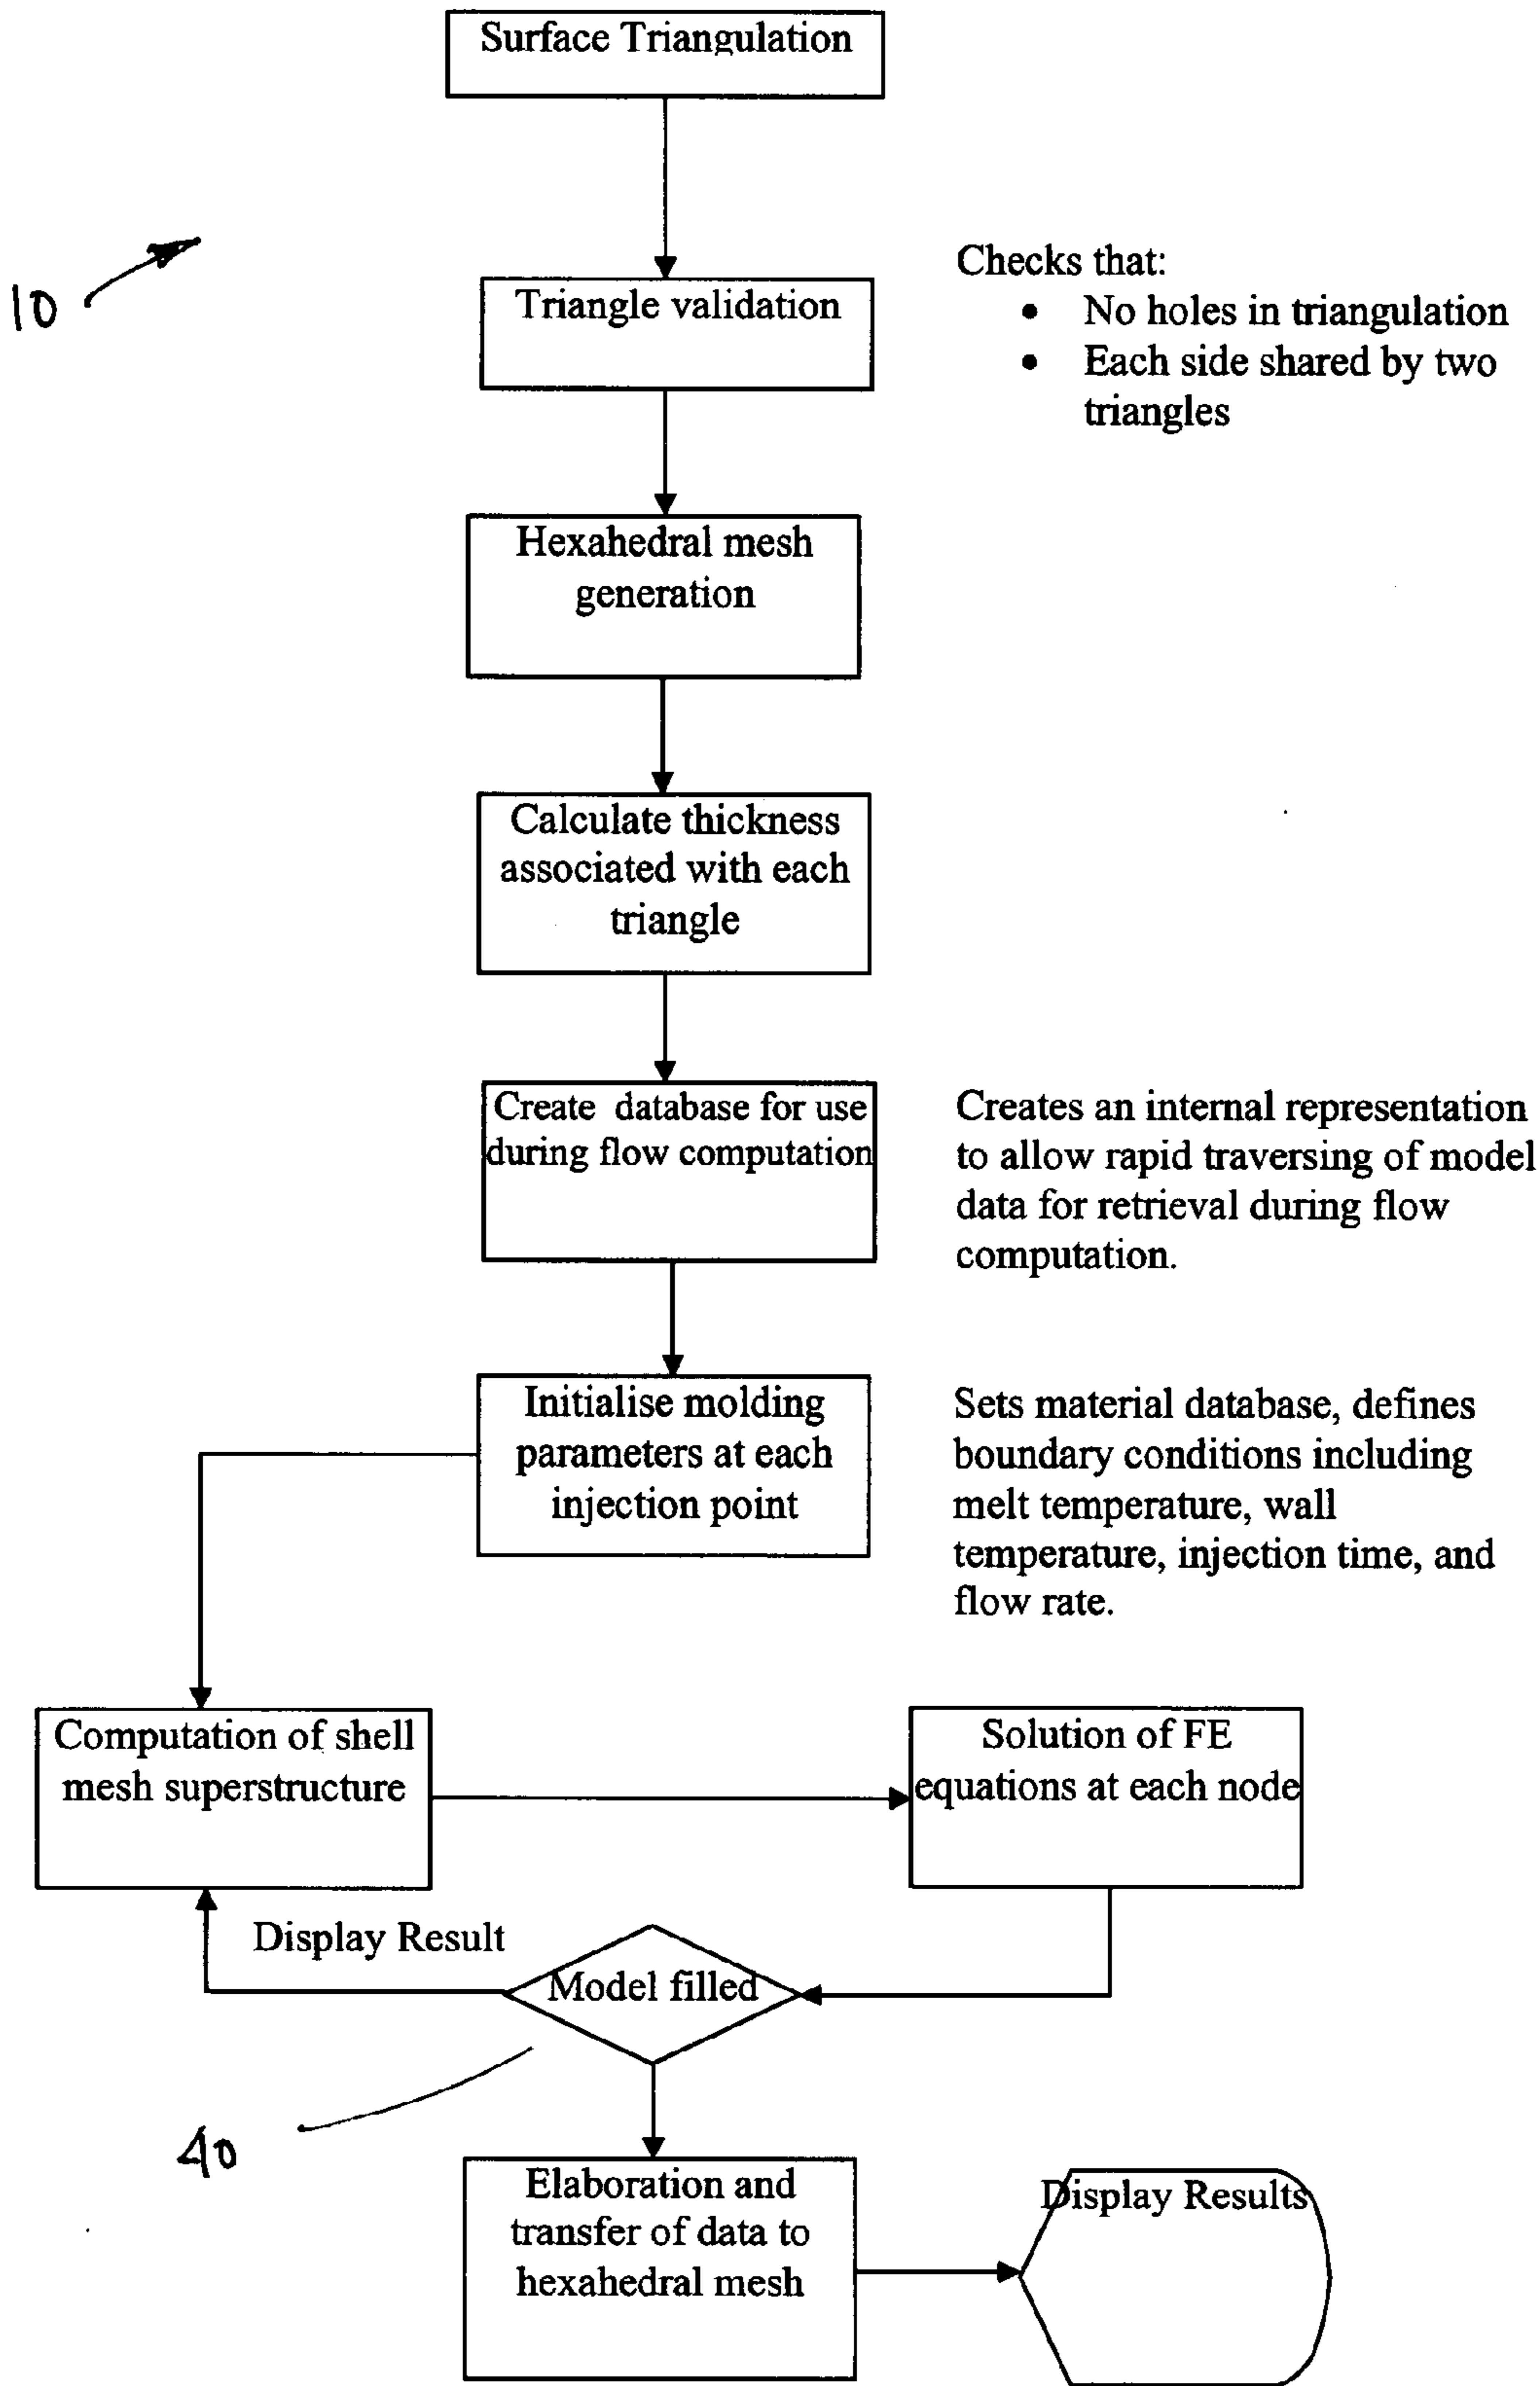 Surface Triangulation
10
Triangle validation
Checks that:
• No holes in triangulation
• Each side shared by two
triangles
Hexahedral mesh
generation
Calculate thickness
associated with each
triangle
Create database for use
during flow computation
Creates an internal representation
to allow rapid traversing of model
data for retrieval during flow
computation.
Initialise molding
parameters at each
injection point
Sets material database, defines
boundary conditions including
melt temperature, wall
temperature, injection time, and
flow rate.
Computation of shell
mesh superstructure
Solution of FE
equations at each node
Display Result
Model filled
40
Elaboration and
transfer of data to
hexahedral mesh
Display Results